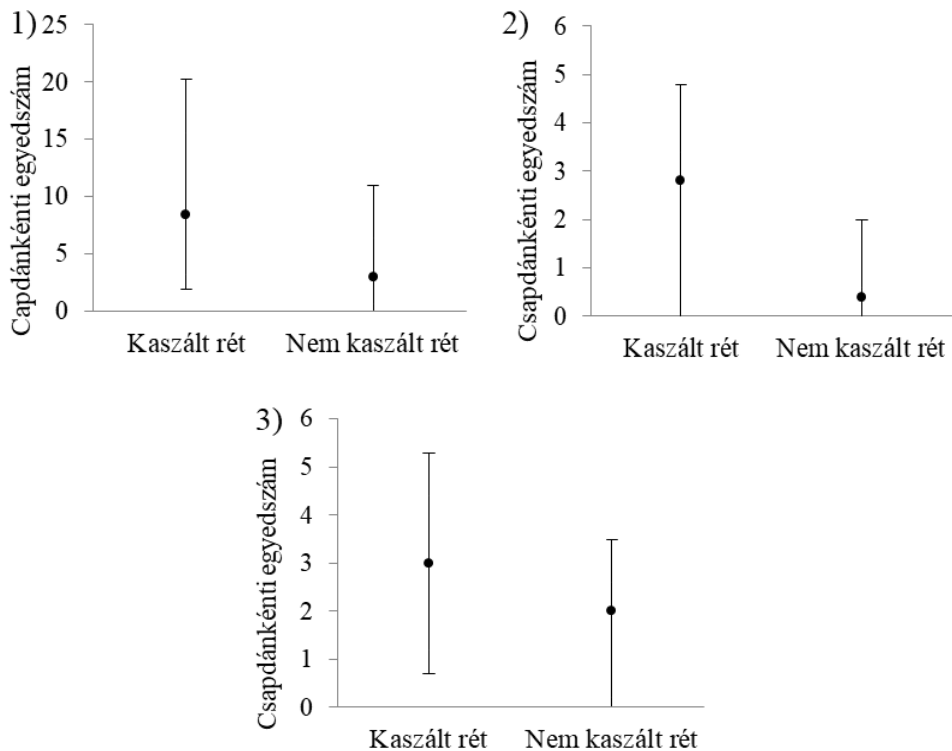 1)
Capdánkénti egyedszám
25
20
15
10
5
0
Kaszált rét
Nem kaszált rét
2)
Csapdánkénti egyedszám
6
5
4
3
2
1
0
Kaszált rét
Nem kaszált rét
3)
Csapdánkénti egyedszám
6
5
4
3
2
1
0
Kaszált rét
Nem kaszált rét